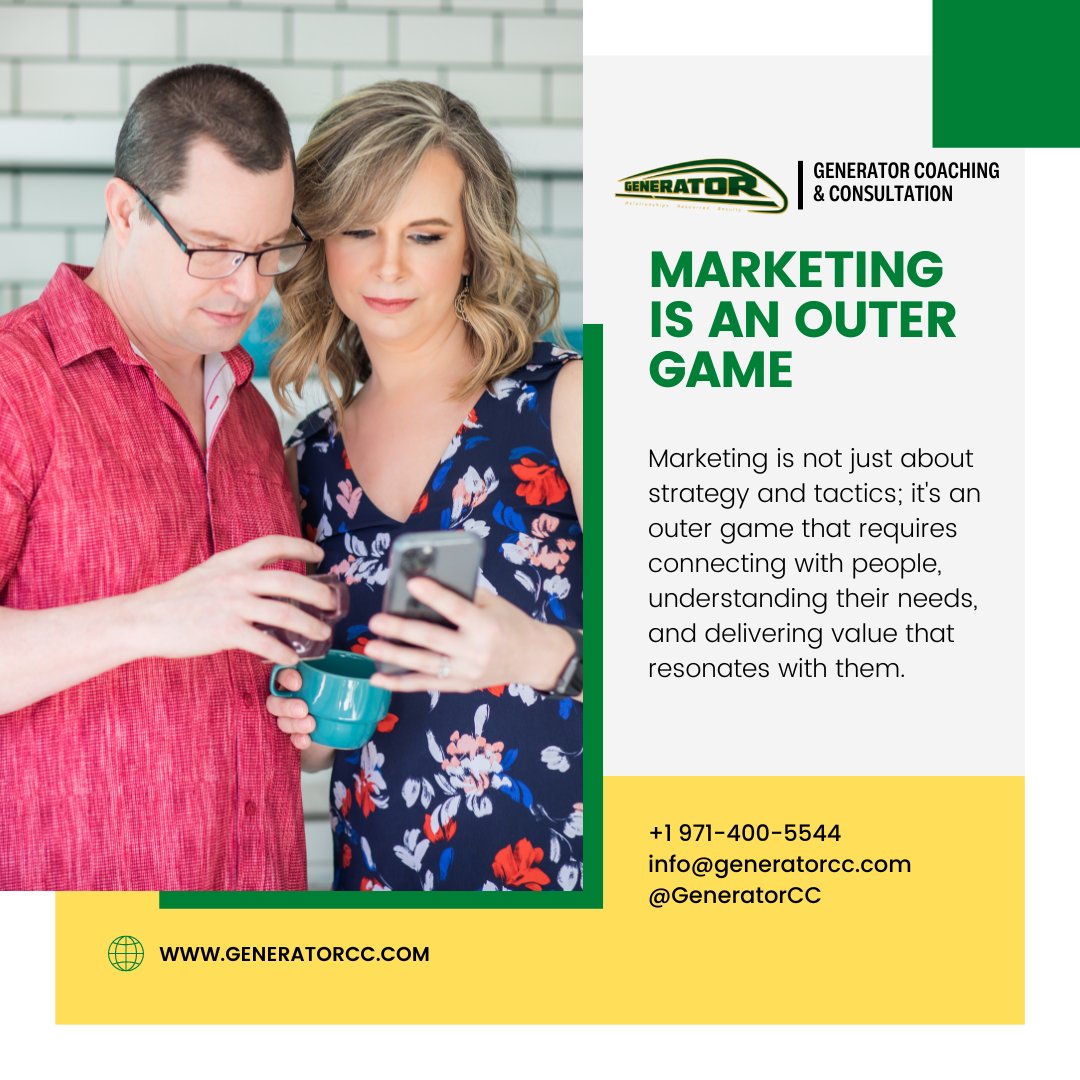 GENERATOR
GENERATOR COACHING
& CONSULTATION
MARKETING
IS AN OUTER
GAME
Marketing is not just about
strategy and tactics; it's an
outer game that requires
connecting with people,
understanding their needs,
and delivering value that
resonates with them.
+1 971-400-5544
info@generatorcc.com
@GeneratorCC
WWW.GENERATORCC.COM